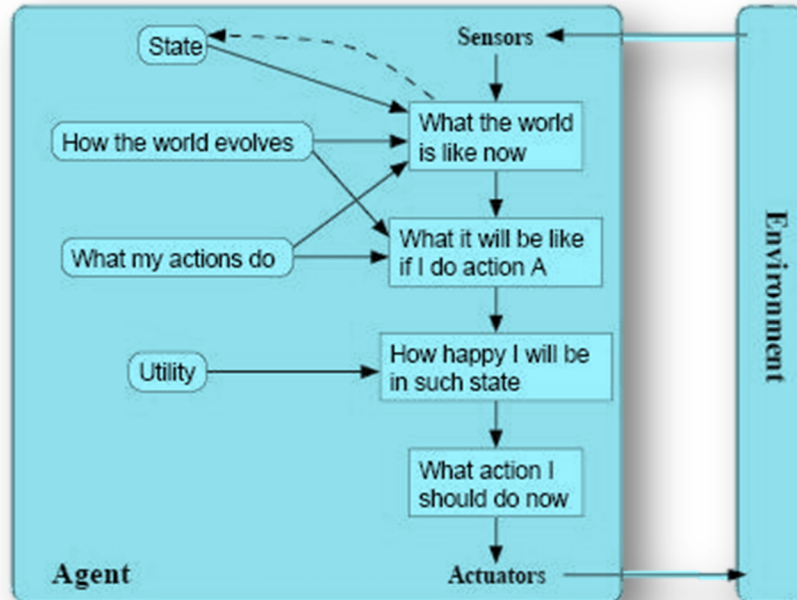 State
Sensors
How the world evolves
What the world
is like now
What my actions do
What it will be like
if I do action A
Utility
How happy I will be
in such state
What action I
should do now
Agent
Actuators
Environment